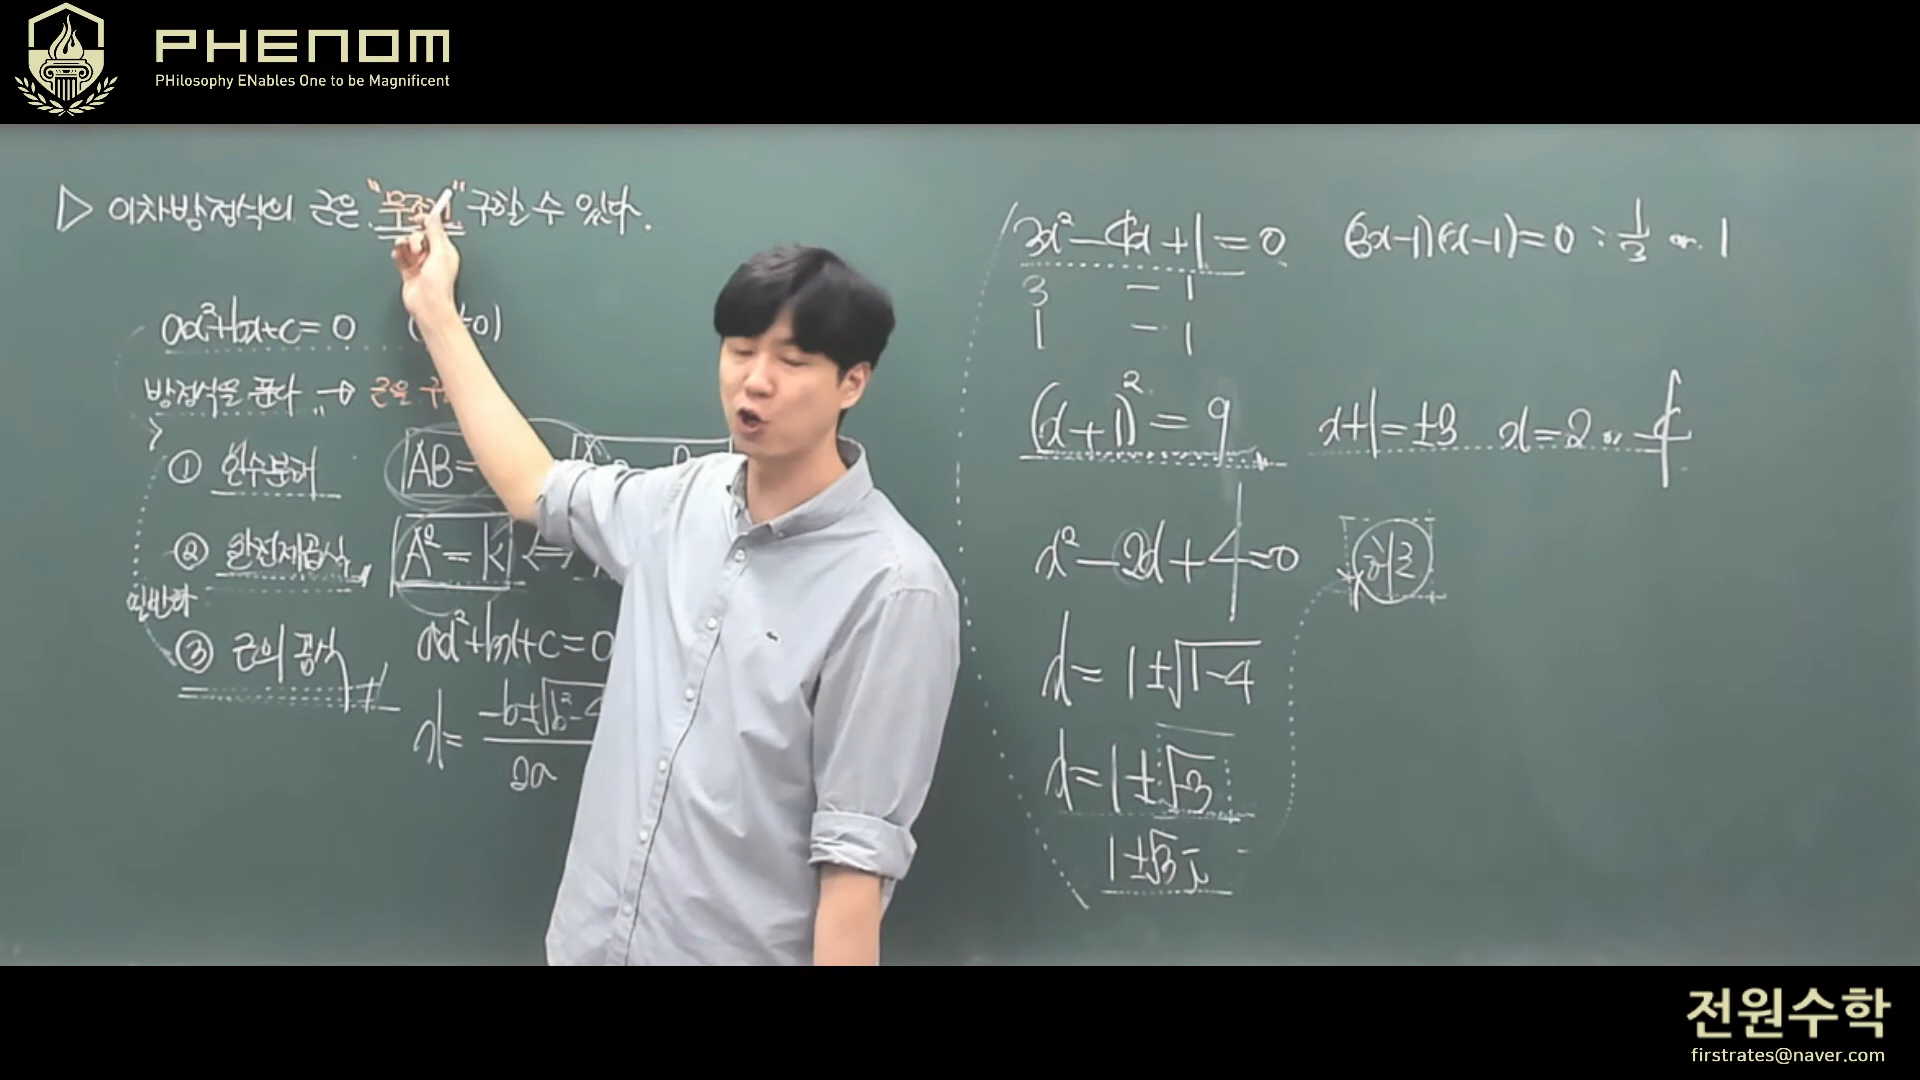 PHENOM
PHilosophy ENables One to be Magnificent
▷ 이차방정식의 근은 "무조건" 구할 수 있다.
ax²+bx+c=0
방정식을 푼다 → 근을 구
① 인수분해 AB=
② 완전제곱식 A²=k ⇔
일반화
③ 근의 공식 ax²+bx+c=0
x= -b±√b²-4
2a
3x²-4x+1=0 (3x-1)(x-1)=0 : 1/3 or 1
3 -1
1 -1
(x+1)²=9 x+1=±3 x=2 or -4
x²-2x+4=0 허근
x=1±√1-4
x=1±√-3
1±√3i
전원수학
firstrates@naver.com